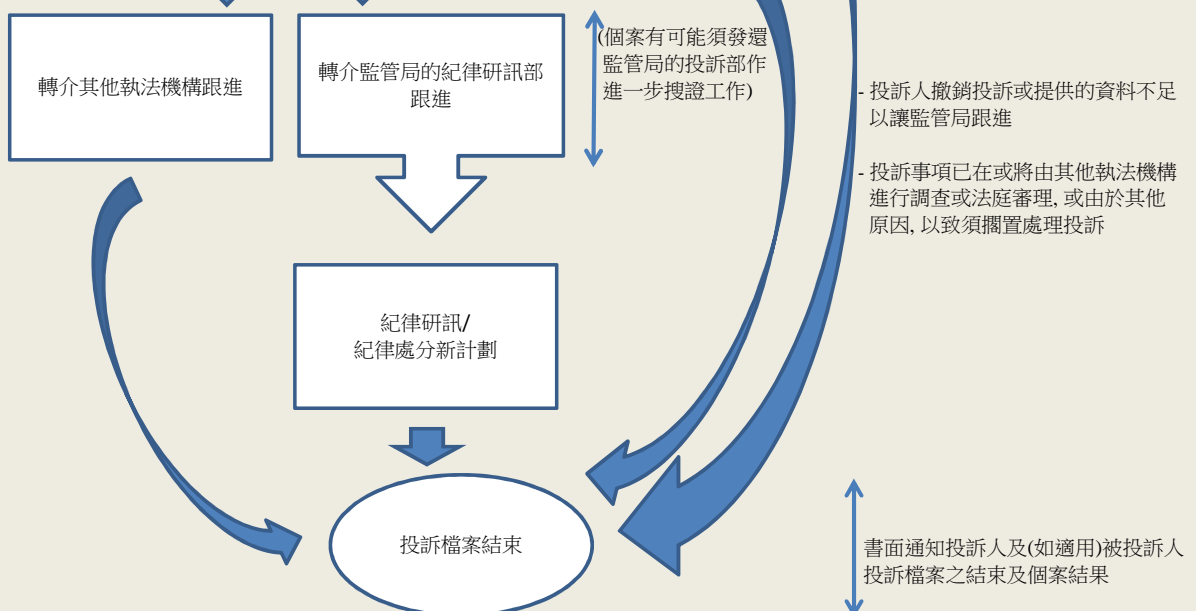 轉介其他執法機構跟進
轉介監管局的紀律研訊部
跟進
(個案有可能須發還
監管局的投訴部作
進一步搜證工作)
- 投訴人撤銷投訴或提供的資料不足
以讓監管局跟進
- 投訴事項已在或將由其他執法機構
進行調查或法庭審理, 或由於其他
原因, 以致須擱置處理投訴
紀律研訊/
紀律處分新計劃
投訴檔案結束
書面通知投訴人及(如適用)被投訴人
投訴檔案之結束及個案結果